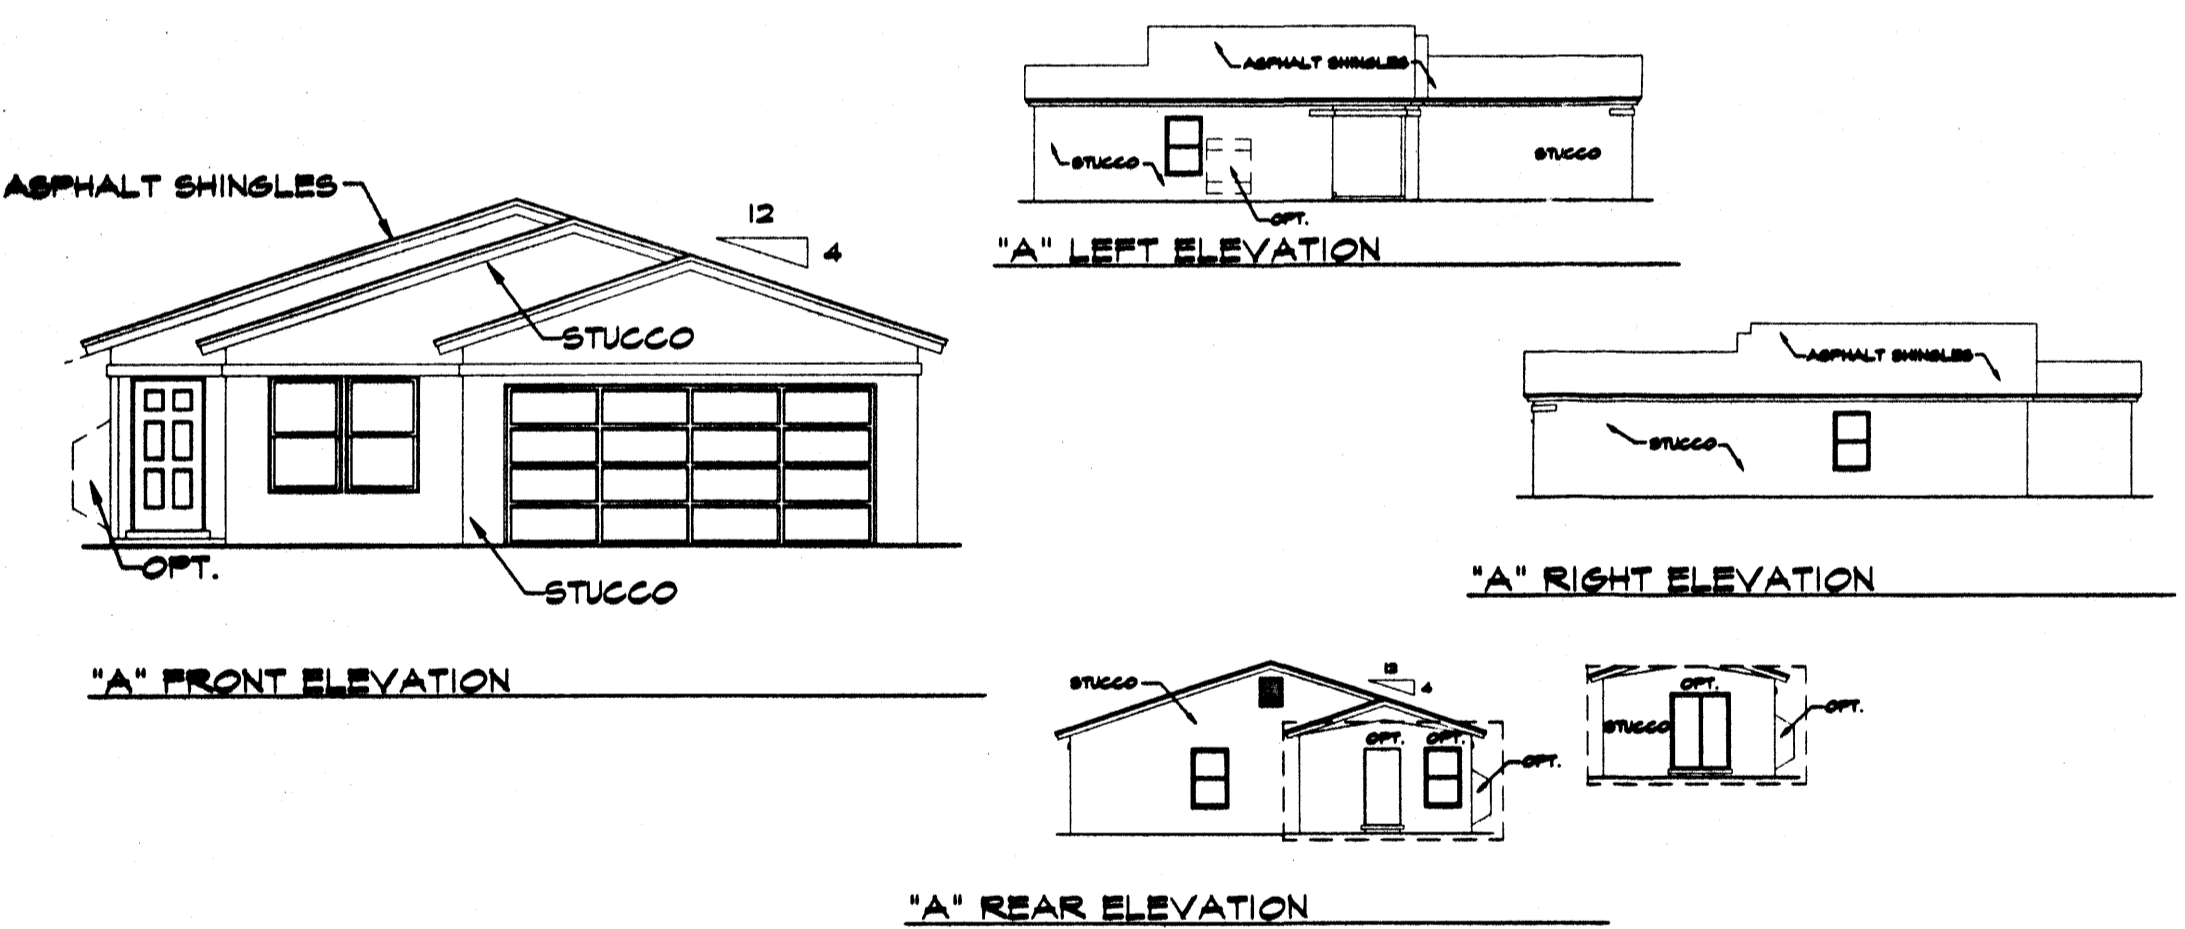 ASPHALT SHINGLES
12
4
STUCCO
OPT.
STUCCO
"A" FRONT ELEVATION
ASPHALT SHINGLES
STUCCO
STUCCO
OPT.
"A" LEFT ELEVATION
ASPHALT SHINGLES
STUCCO
"A" RIGHT ELEVATION
STUCCO
12
4
OPT.
OPT.
OPT.
OPT.
STUCCO
OPT.
"A" REAR ELEVATION